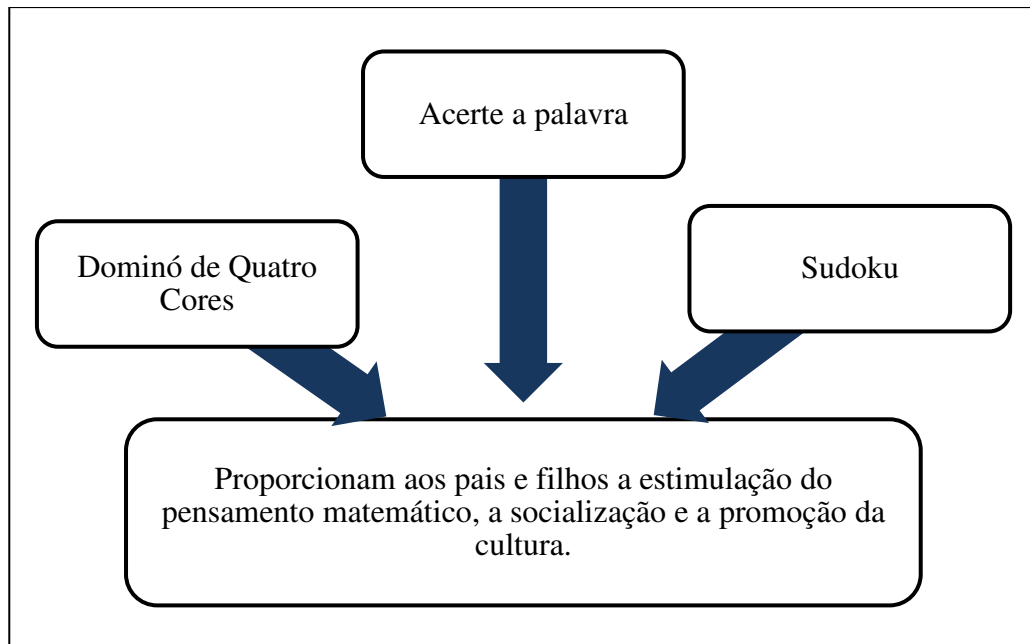 Acerte a palavra
Dominó de Quatro
Cores
Sudoku
Proporcionam aos pais e filhos a estimulação do
pensamento matemático, a socialização e a promoção da
cultura.